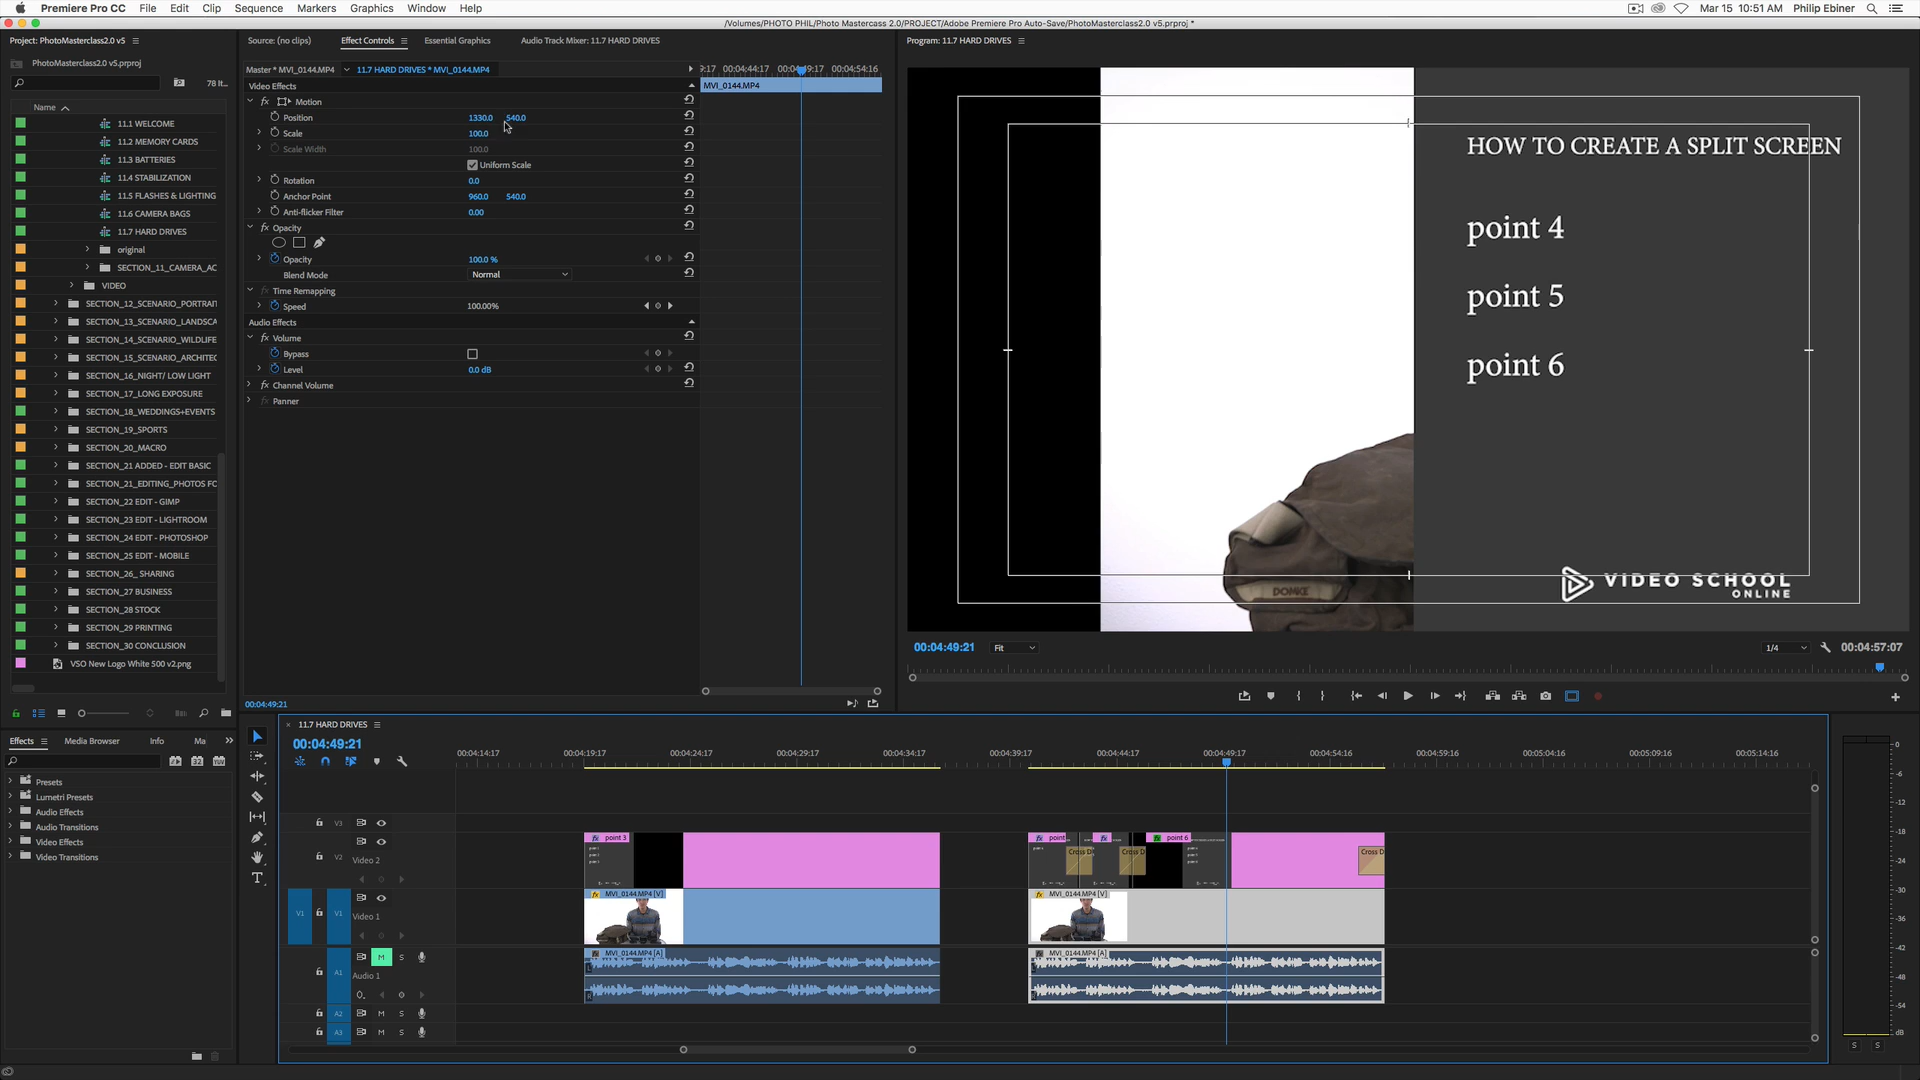 Premiere Pro CC File Edit Clip Sequence Markers Graphics Window Help
Mar 15 10:51 AM Philip Ebiner
/Volumes/PHOTO PHIL/Photo Mastercass 2.0/PROJECT/Adobe Premiere Pro Auto-Save/PhotoMasterclass2.0 v5.prproj *
Project: PhotoMasterclass2.0 v5
PhotoMasterclass2.0 v5.prproj
78 It...
Name
11.1 WELCOME
11.2 MEMORY CARDS
11.3 BATTERIES
11.4 STABILIZATION
11.5 FLASHES & LIGHTING
11.6 CAMERA BAGS
11.7 HARD DRIVES
original
SECTION_11_CAMERA_AC
VIDEO
SECTION_12_SCENARIO_PORTRAIT
SECTION_13_SCENARIO_LANDSCA
SECTION_14_SCENARIO_WILDLIFE
SECTION_15_SCENARIO_ARCHITEC
SECTION_16_NIGHT/ LOW LIGHT
SECTION_17_LONG EXPOSURE
SECTION_18_WEDDINGS+EVENTS
SECTION_19_SPORTS
SECTION_20_MACRO
SECTION_21 ADDED - EDIT BASIC
SECTION_21_EDITING_PHOTOS FO
SECTION_22 EDIT - GIMP
SECTION_23 EDIT - LIGHTROOM
SECTION_24 EDIT - PHOTOSHOP
SECTION_25 EDIT - MOBILE
SECTION_26_ SHARING
SECTION_27 BUSINESS
SECTION_28 STOCK
SECTION_29 PRINTING
SECTION_30 CONCLUSION
VSO New Logo White 500 v2.png
Source: (no clips) Effect Controls Essential Graphics Audio Track Mixer: 11.7 HARD DRIVES
Master * MVI_0144.MP4 11.7 HARD DRIVES * MVI_0144.MP4
9:17 00:04:44:17 00:04:49:17 00:04:54:16
MVI_0144.MP4
Video Effects
fx Motion
Position 1330.0 540.0
Scale 100.0
Scale Width 100.0
Uniform Scale
Rotation 0.0
Anchor Point 960.0 540.0
Anti-flicker Filter 0.00
fx Opacity
Opacity 100.0 %
Blend Mode Normal
Time Remapping
Speed 100.00%
Audio Effects
fx Volume
Bypass
Level 0.0 dB
fx Channel Volume
fx Panner
00:04:49:21
Program: 11.7 HARD DRIVES
HOW TO CREATE A SPLIT SCREEN
point 4
point 5
point 6
DOMKE
VIDEO SCHOOL
ONLINE
00:04:49:21 Fit 1/4 00:04:57:07
Effects Media Browser Info Ma
Presets
Lumetri Presets
Audio Effects
Audio Transitions
Video Effects
Video Transitions
11.7 HARD DRIVES
00:04:49:21
00:04:14:17 00:04:19:17 00:04:24:17 00:04:29:17 00:04:34:17 00:04:39:17 00:04:44:17 00:04:49:17 00:04:54:16 00:04:59:16 00:05:04:16 00:05:09:16 00:05:14:16
V3
V2 Video 2
fx point 3
fx point
fx
fx point 6
Cross D Cross D Cross D
V1 V1 Video 1
fx MVI_0144.MP4 [V]
fx MVI_0144.MP4 [V]
A1 M S
Audio 1
fx MVI_0144.MP4 [A]
fx MVI_0144.MP4 [A]
A2 M S
A3 M S
0
-6
-30
-36
-54
dB
S S